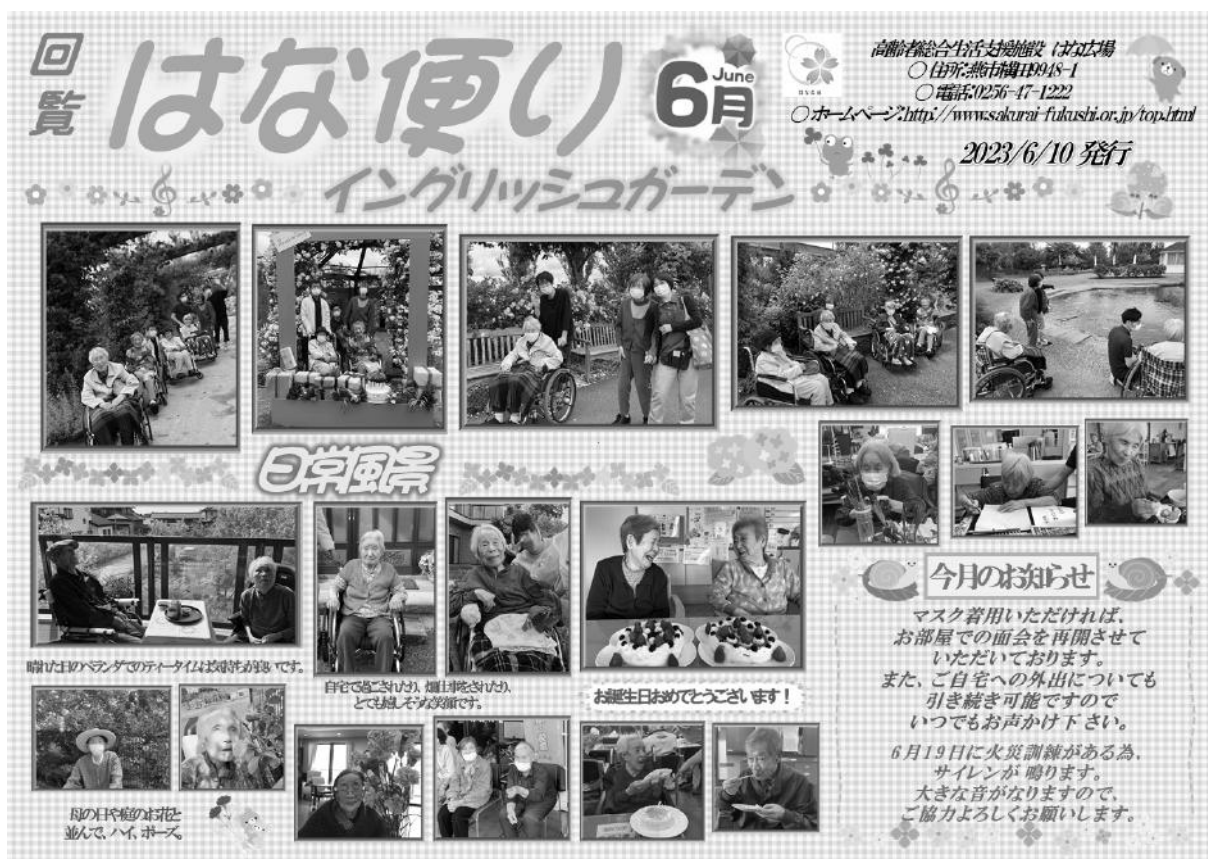 回覧
はな便り
6月
June
はな広場
高齢者総合生活支援施設 はな広場
○住所:燕市横田9948-1
○電話:0256-47-1222
○ホームページ:http://www.sakurai-fukushi.or.jp/top.html
2023/6/10 発行
イングリッシュガーデン
日常風景
晴れた日のベランダでのティータイムは気持ちが良いです。
自宅で過ごされたり、畑仕事をされたり、
とても嬉しそうな笑顔です。
お誕生日おめでとうございます!
母の日や庭のお花と
並んで、ハイ、ポーズ。
今月のお知らせ
マスク着用いただければ、
お部屋での面会を再開させて
いただいております。
また、ご自宅への外出についても
引き続き可能ですので
いつでもお声かけ下さい。
6月19日に火災訓練がある為、
サイレンが 鳴ります。
大きな音がなりますので、
ご協力よろしくお願いします。